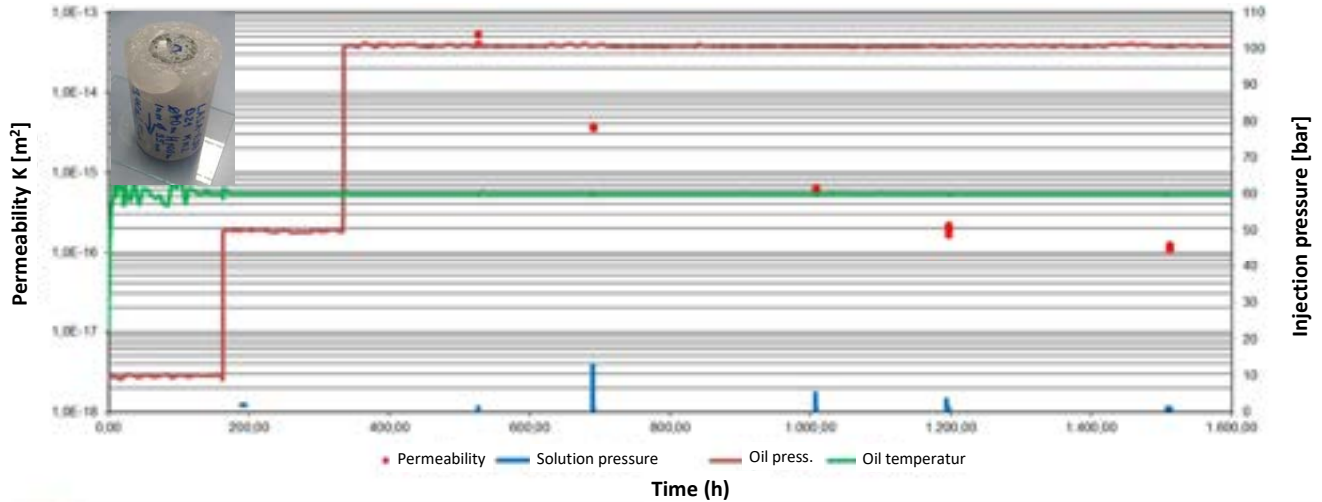 Permeability K [m²]
1,0E-13
1,0E-14
1,0E-15
1,0E-16
1,0E-17
1,0E-18
110
100
90
80
70
60
50
40
30
20
10
0
Injection pressure [bar]
0,00 200,00 400,00 600,00 800,00 1.000,00 1.200,00 1.400,00 1.600,00
Permeability Solution pressure Oil press. Oil temperatur
Time (h)